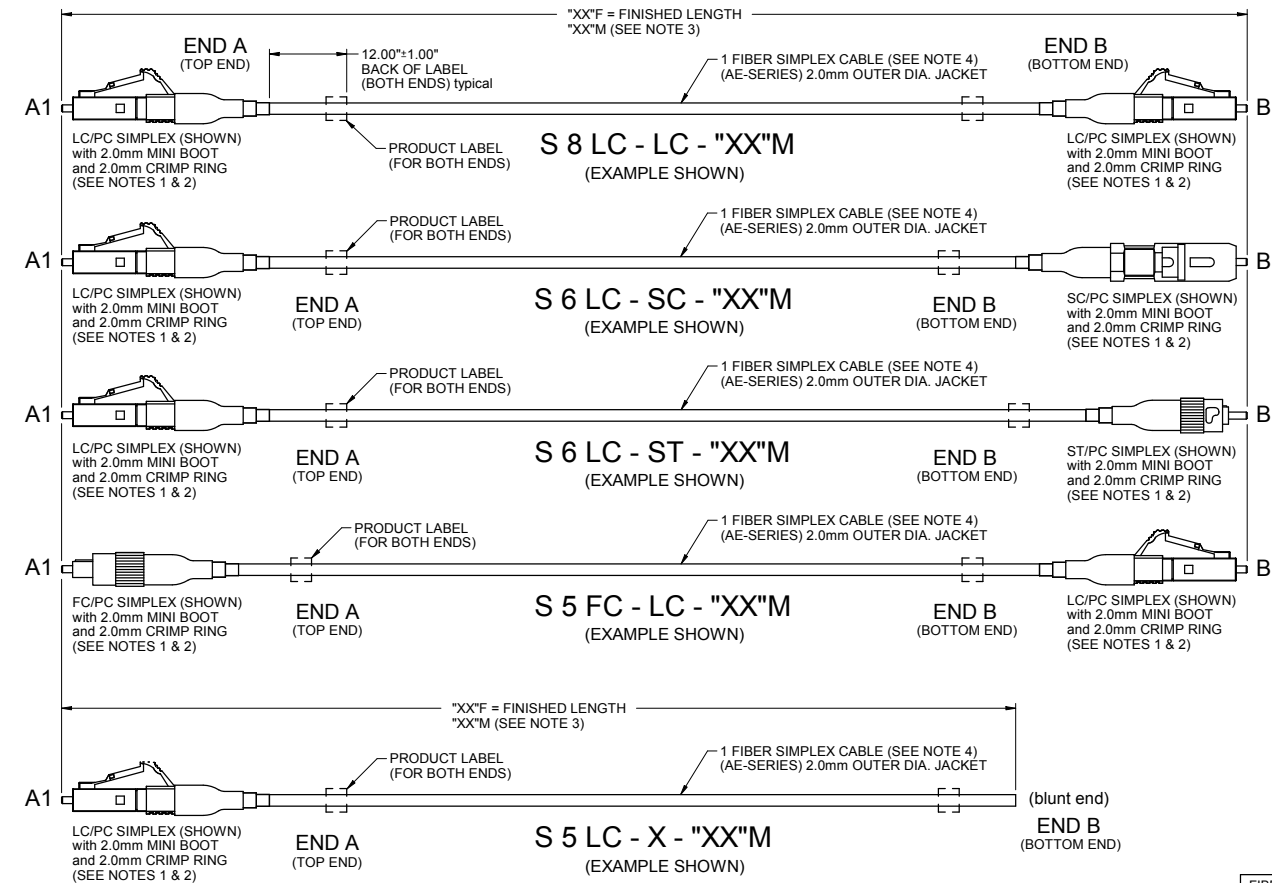 "XX"F = FINISHED LENGTH
"XX"M (SEE NOTE 3)
END A
(TOP END)
12.00"±1.00"
BACK OF LABEL
(BOTH ENDS) typical
1 FIBER SIMPLEX CABLE (SEE NOTE 4)
(AE-SERIES) 2.0mm OUTER DIA. JACKET
END B
(BOTTOM END)
A1
B
LC/PC SIMPLEX (SHOWN)
with 2.0mm MINI BOOT
and 2.0mm CRIMP RING
(SEE NOTES 1 & 2)
PRODUCT LABEL
(FOR BOTH ENDS)
S 8 LC - LC - "XX"M
(EXAMPLE SHOWN)
LC/PC SIMPLEX (SHOWN)
with 2.0mm MINI BOOT
and 2.0mm CRIMP RING
(SEE NOTES 1 & 2)
PRODUCT LABEL
(FOR BOTH ENDS)
1 FIBER SIMPLEX CABLE (SEE NOTE 4)
(AE-SERIES) 2.0mm OUTER DIA. JACKET
A1
B
LC/PC SIMPLEX (SHOWN)
with 2.0mm MINI BOOT
and 2.0mm CRIMP RING
(SEE NOTES 1 & 2)
END A
(TOP END)
S 6 LC - SC - "XX"M
(EXAMPLE SHOWN)
END B
(BOTTOM END)
SC/PC SIMPLEX (SHOWN)
with 2.0mm MINI BOOT
and 2.0mm CRIMP RING
(SEE NOTES 1 & 2)
PRODUCT LABEL
(FOR BOTH ENDS)
1 FIBER SIMPLEX CABLE (SEE NOTE 4)
(AE-SERIES) 2.0mm OUTER DIA. JACKET
A1
B
LC/PC SIMPLEX (SHOWN)
with 2.0mm MINI BOOT
and 2.0mm CRIMP RING
(SEE NOTES 1 & 2)
END A
(TOP END)
S 6 LC - ST - "XX"M
(EXAMPLE SHOWN)
END B
(BOTTOM END)
ST/PC SIMPLEX (SHOWN)
with 2.0mm MINI BOOT
and 2.0mm CRIMP RING
(SEE NOTES 1 & 2)
PRODUCT LABEL
(FOR BOTH ENDS)
1 FIBER SIMPLEX CABLE (SEE NOTE 4)
(AE-SERIES) 2.0mm OUTER DIA. JACKET
A1
B
FC/PC SIMPLEX (SHOWN)
with 2.0mm MINI BOOT
and 2.0mm CRIMP RING
(SEE NOTES 1 & 2)
END A
(TOP END)
S 5 FC - LC - "XX"M
(EXAMPLE SHOWN)
END B
(BOTTOM END)
LC/PC SIMPLEX (SHOWN)
with 2.0mm MINI BOOT
and 2.0mm CRIMP RING
(SEE NOTES 1 & 2)
"XX"F = FINISHED LENGTH
"XX"M (SEE NOTE 3)
PRODUCT LABEL
(FOR BOTH ENDS)
1 FIBER SIMPLEX CABLE (SEE NOTE 4)
(AE-SERIES) 2.0mm OUTER DIA. JACKET
A1
(blunt end)
LC/PC SIMPLEX (SHOWN)
with 2.0mm MINI BOOT
and 2.0mm CRIMP RING
(SEE NOTES 1 & 2)
END A
(TOP END)
S 5 LC - X - "XX"M
(EXAMPLE SHOWN)
END B
(BOTTOM END)